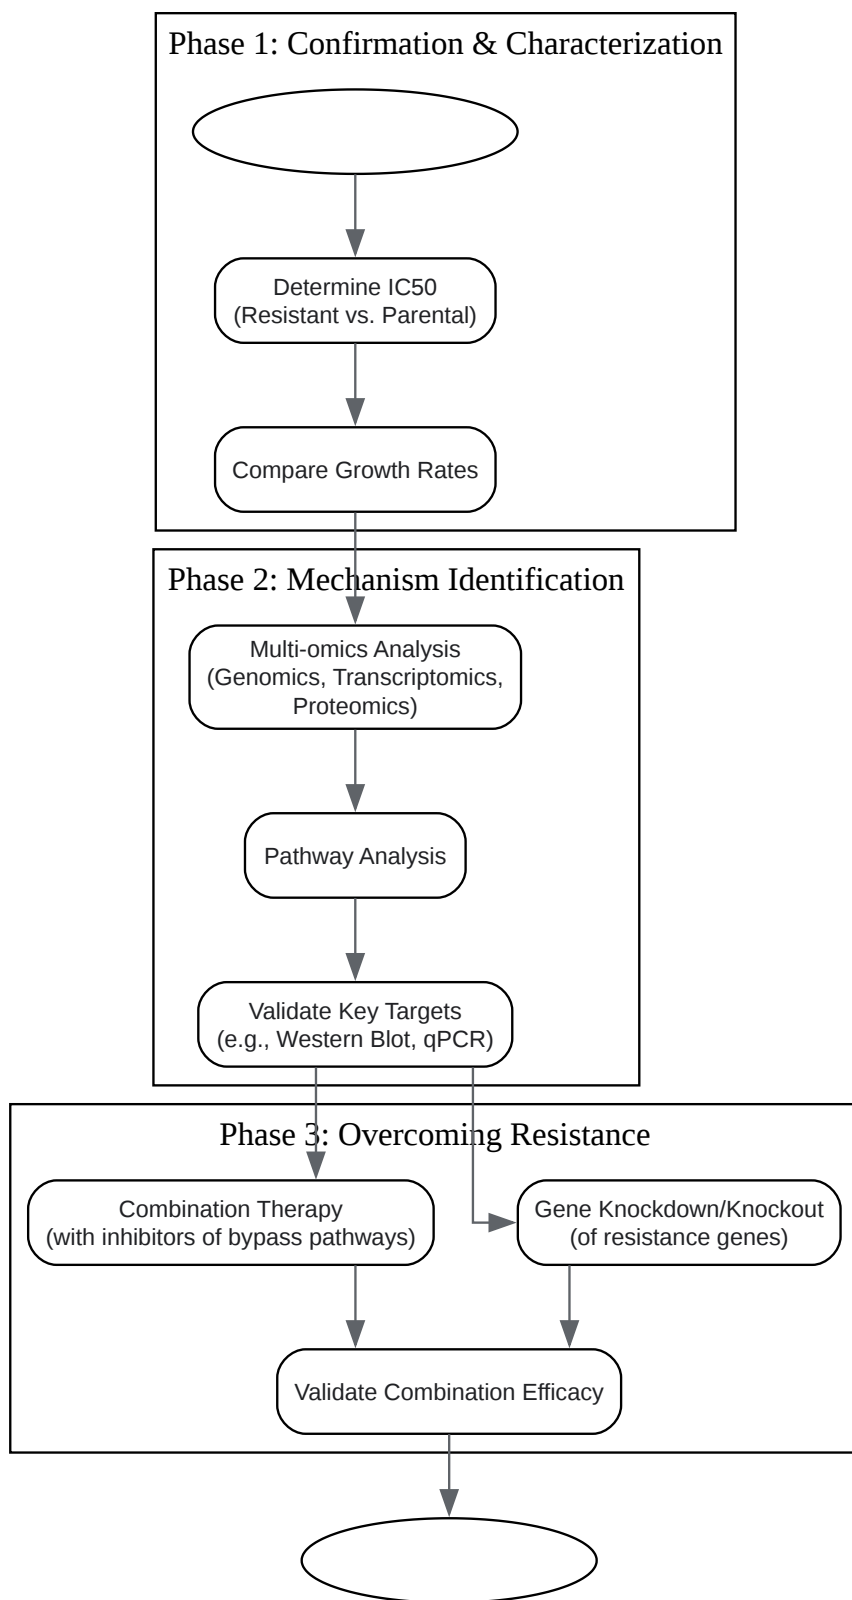 Phase 1: Confirmation & Characterization
Determine IC50
(Resistant vs. Parental)
Compare Growth Rates
Phase 2: Mechanism Identification
Multi-omics Analysis
(Genomics, Transcriptomics,
Proteomics)
Pathway Analysis
Validate Key Targets
(e.g., Western Blot, qPCR)
Phase 3: Overcoming Resistance
Combination Therapy
(with inhibitors of bypass pathways)
Gene Knockdown/Knockout
(of resistance genes)
Validate Combination Efficacy